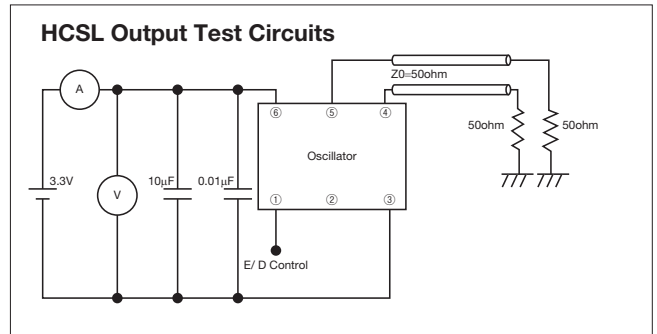 HCSL Output Test Circuits
A
Z0=50ohm
⑥ ⑤ ④
50ohm 50ohm
Oscillator
3.3V V 10μF 0.01μF
① ② ③
E/ D Control